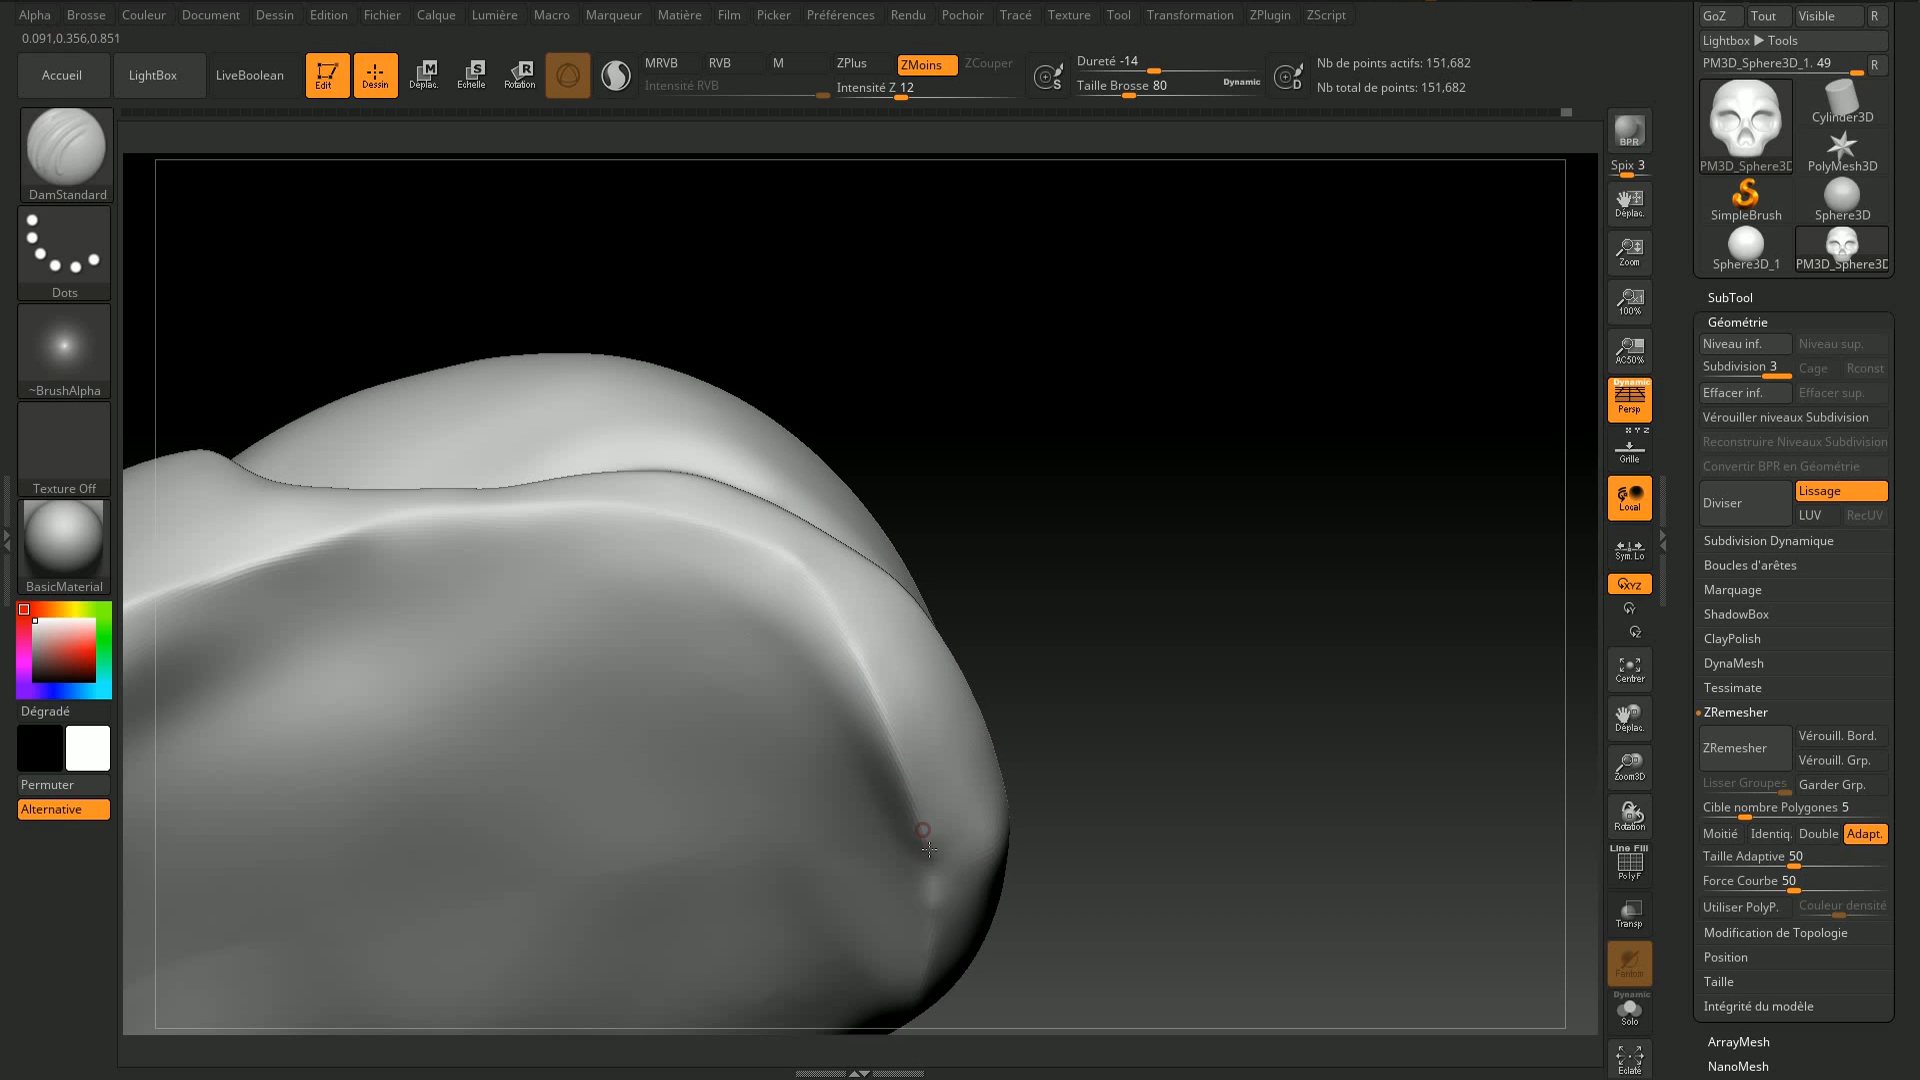 Alpha Brosse Couleur Document Dessin Edition Fichier Calque Lumière Macro Marqueur Matière Film Picker Préférences Rendu Pochoir Tracé Texture Tool Transformation ZPlugin ZScript
0.091,0.356,0.851
Accueil
LightBox
LiveBoolean
Edit
Dessin
Déplac.
Echelle
Rotation
MRVB RVB M
Intensité RVB
ZPlus ZMoins ZCouper
Intensité Z 12
Dureté -14
Taille Brosse 80
Dynamic
Nb de points actifs: 151,682
Nb total de points: 151,682
DamStandard
Dots
~BrushAlpha
Texture Off
BasicMaterial
Dégradé
Permuter
Alternative
BPR
Spix 3
Déplac.
Zoom
100%
AC50%
Dynamic
Persp
X Y Z
Grille
Local
Sym. Lo
XYZ
Y
Z
Centrer
Déplac.
Zoom3D
Rotation
Line Fill
PolyF
Transp
Fantom
Dynamic
Solo
Eclaté
GoZ Tout Visible R
Lightbox ▶ Tools
PM3D_Sphere3D_1. 49 R
PM3D_Sphere3D
Cylinder3D
PolyMesh3D
SimpleBrush
Sphere3D
Sphere3D_1
PM3D_Sphere3D
SubTool
Géométrie
Niveau inf. Niveau sup.
Subdivision 3 Cage Rconst
Effacer inf. Effacer sup.
Vérouiller niveaux Subdivision
Reconstruire Niveaux Subdivision
Convertir BPR en Géométrie
Diviser
Lissage
LUV RecUV
Subdivision Dynamique
Boucles d'arêtes
Marquage
ShadowBox
ClayPolish
DynaMesh
Tessimate
ZRemesher
ZRemesher
Vérouill. Bord.
Vérouill. Grp.
Lisser Groupes Garder Grp.
Cible nombre Polygones 5
Moitié Identiq. Double Adapt.
Taille Adaptive 50
Force Courbe 50
Utiliser PolyP. Couleur densité
Modification de Topologie
Position
Taille
Intégrité du modèle
ArrayMesh
NanoMesh